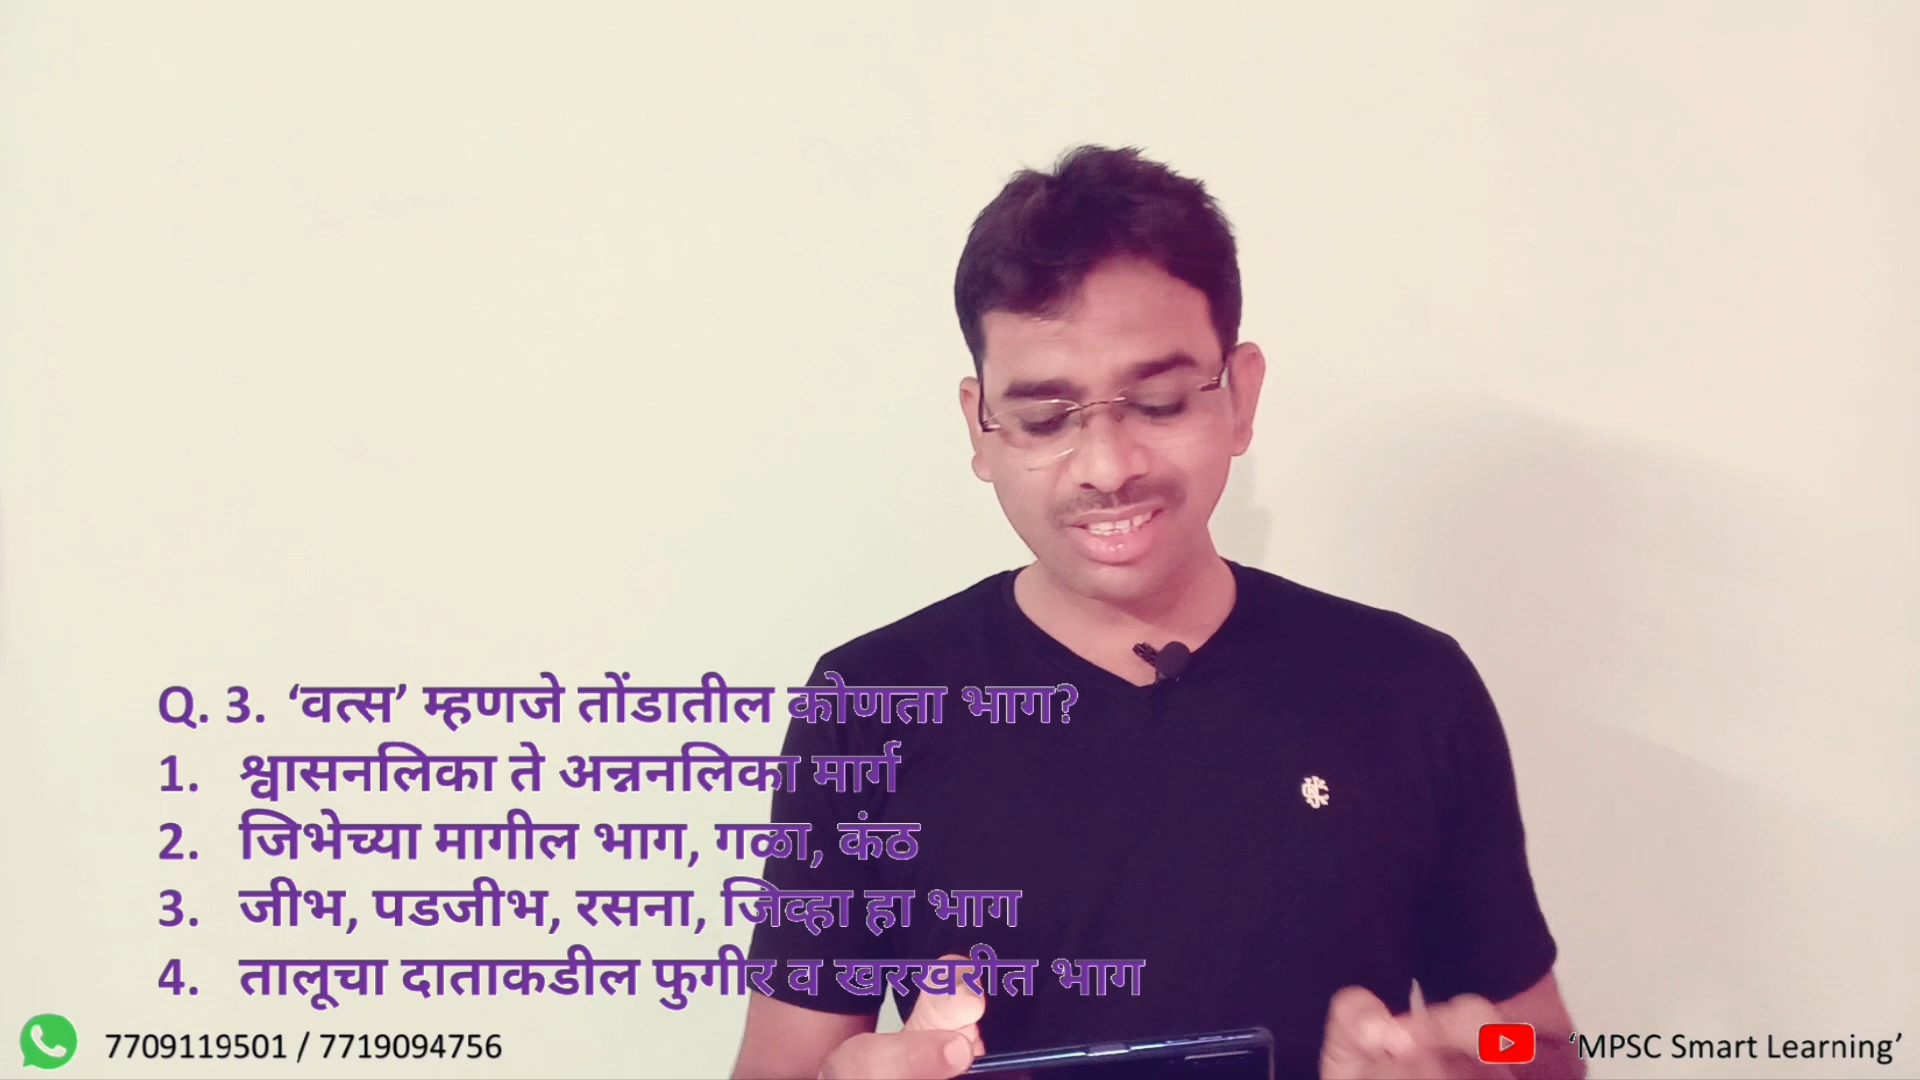 Q. 3. ‘वत्स’ म्हणजे तोंडातील कोणता भाग?
1. श्वासनलिका ते अन्ननलिका मार्ग
2. जिभेच्या मागील भाग, गळा, कंठ
3. जीभ, पडजीभ, रसना, जिव्हा हा भाग
4. तालूचा दाताकडील फुगीर व खरखरीत भाग
7709119501 / 7719094756
‘MPSC Smart Learning’